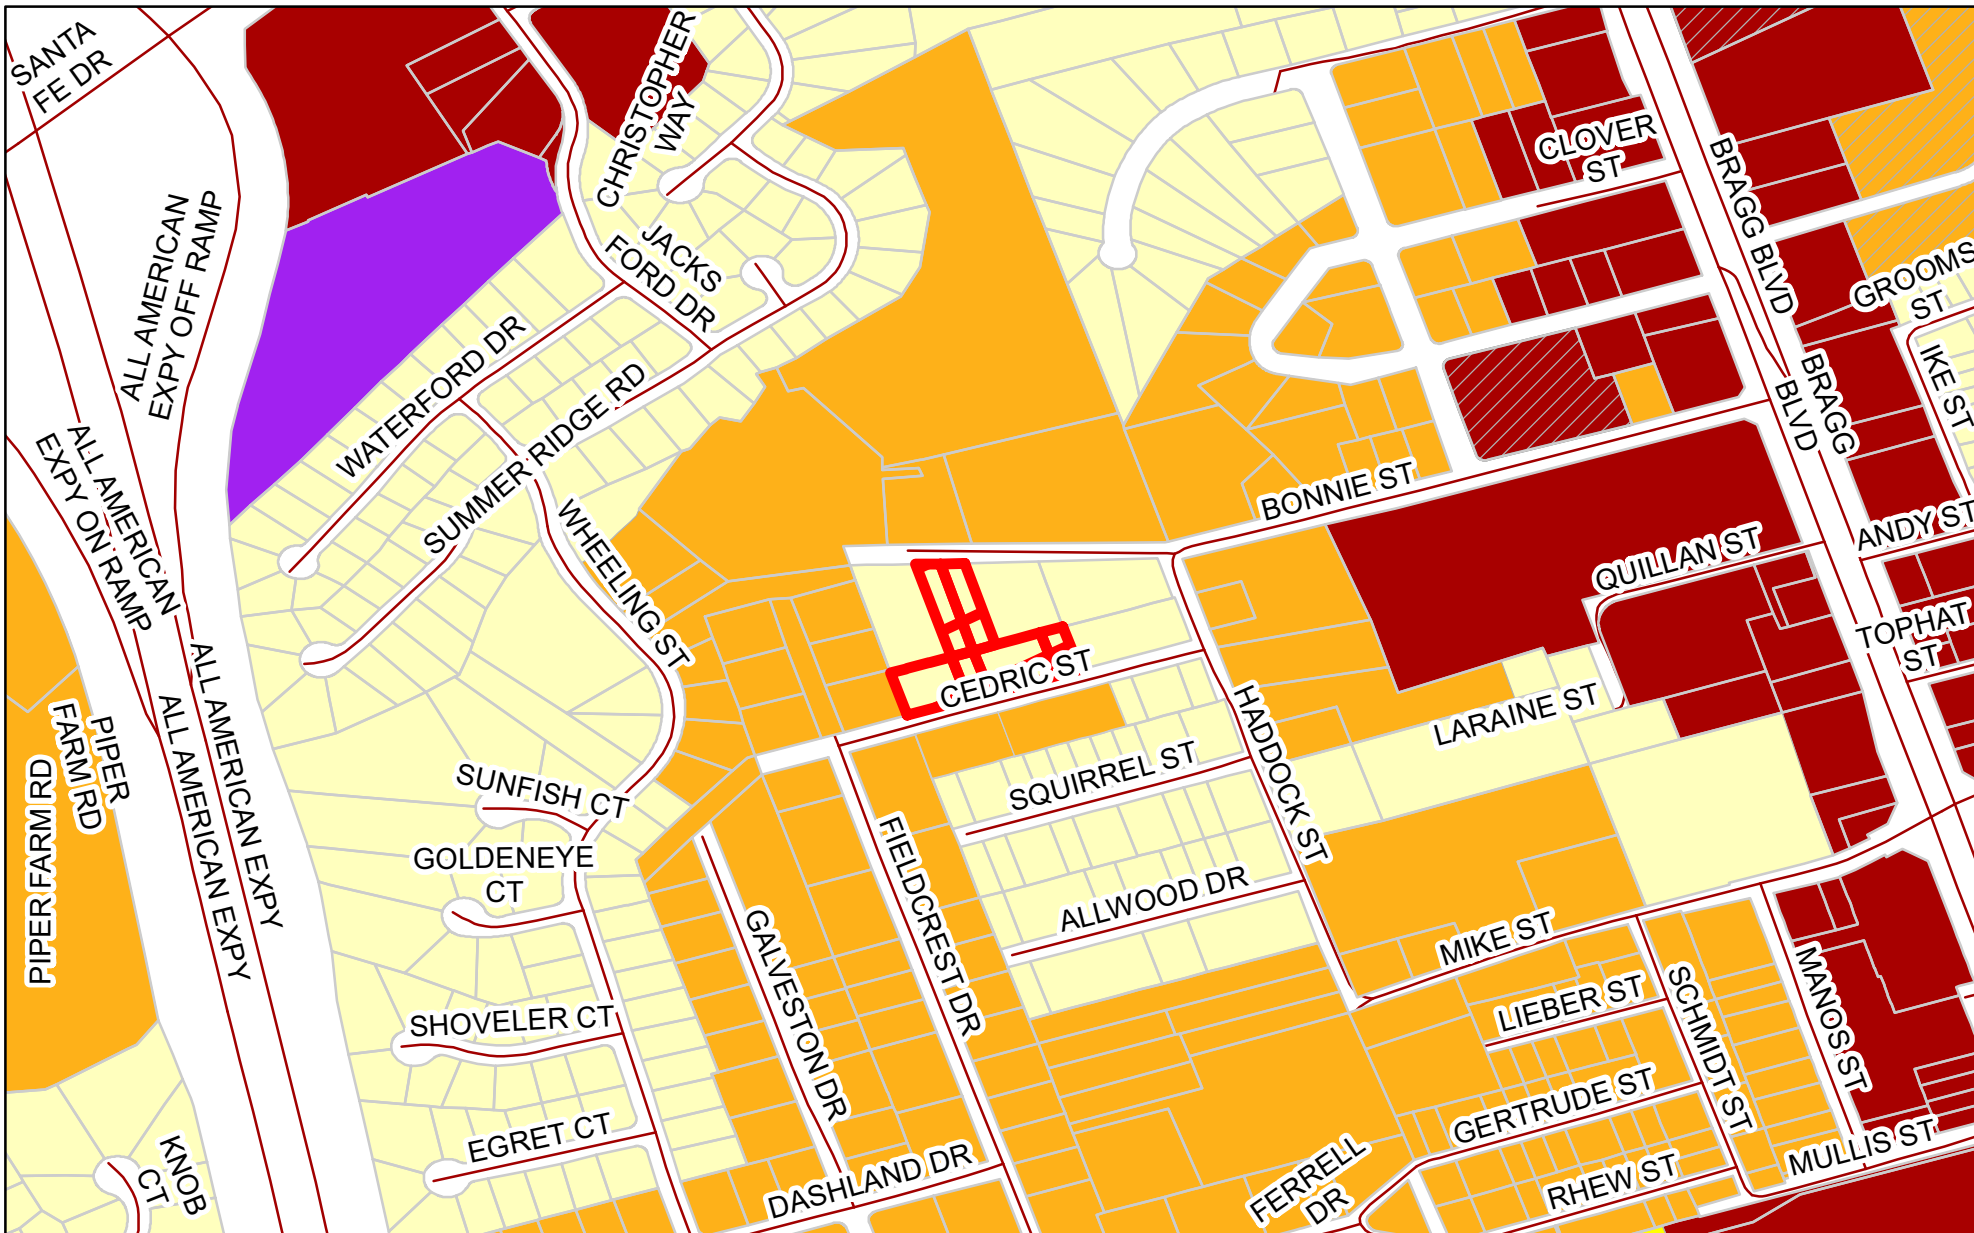 SANTA
FE DR
CHRISTOPHER
WAY
CLOVER
ST
BRAGG BLVD
ALL AMERICAN
EXPY OFF RAMP
JACKS
FORD DR
GROOMS
ST
IKE ST
WATERFORD DR
SUMMER RIDGE RD
BRAGG
BLVD
ALL AMERICAN
EXPY ON RAMP
WHEELING ST
BONNIE ST
QUILLAN ST
ANDY ST
TOPHAT
ST
CEDRIC ST
HADDOCK ST
LARAINE ST
ALL AMERICAN EXPY
ALL AMERICAN EXPY
PIPER
FARM RD
PIPER FARM RD
SUNFISH CT
SQUIRREL ST
GOLDENEYE
CT
FIELDCREST DR
ALLWOOD DR
GALVESTON DR
MIKE ST
SCHMIDT ST
MANOS ST
LIEBER ST
SHOVELER CT
GERTRUDE ST
EGRET CT
KNOB
CT
DASHLAND DR
FERRELL
DR
RHEW ST
MULLIS ST